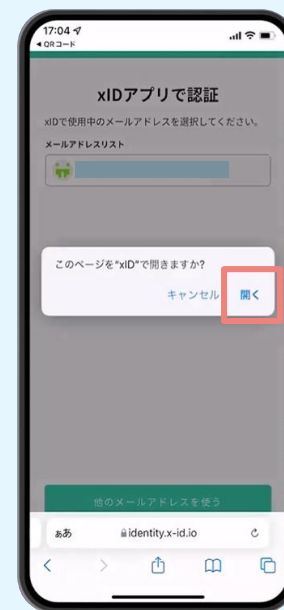 17:04
◀ QRコード
xIDアプリで認証
xIDで使用中のメールアドレスを選択してください。
メールアドレスリスト
このページを"xID"で開きますか?
キャンセル 開く
他のメールアドレスを使う
ぁあ identity.x-id.io